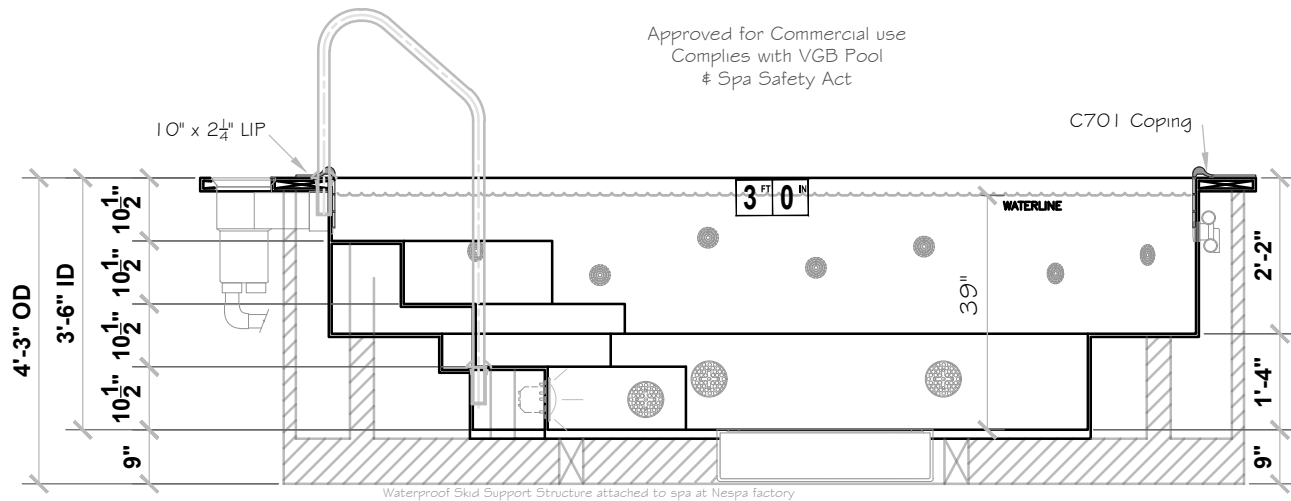 Approved for Commercial use
Complies with VGB Pool
& Spa Safety Act
10" x 2¼" LIP
C701 Coping
3 FT 0 IN
WATERLINE
39"
4'-3" OD
3'-6" ID
10½"
10½"
10½"
10½"
9"
2'-2"
1'-4"
9"
Waterproof Skid Support Structure attached to spa at Nespa factory